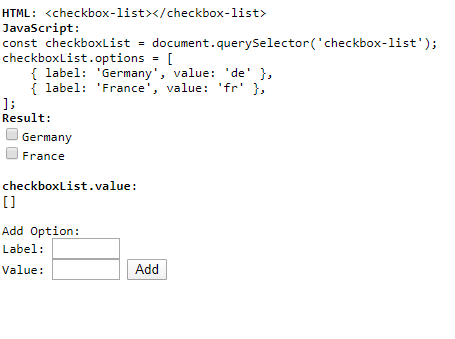 HTML: <checkbox-list></checkbox-list>
JavaScript:
const checkboxList = document.querySelector('checkbox-list');
checkboxList.options = [
    { label: 'Germany', value: 'de' },
    { label: 'France', value: 'fr' },
];
Result:
Germany
France
checkboxList.value:
[]
Add Option:
Label:
Value: Add